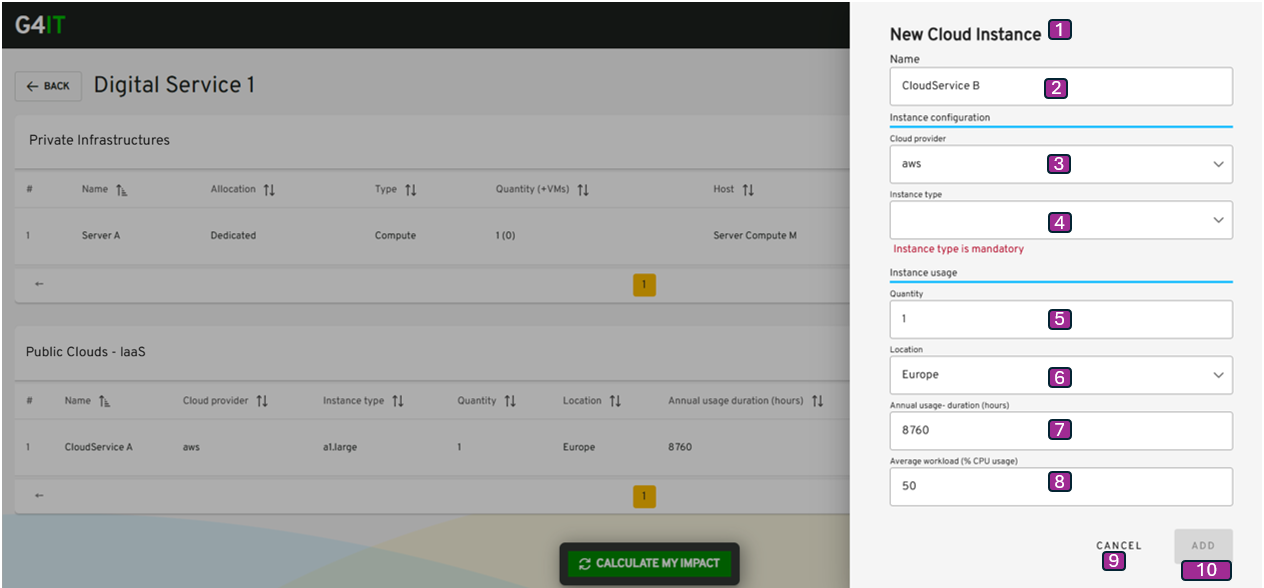 G4IT
← BACK Digital Service 1
Private Infrastructures
# Name Allocation Type Quantity (+VMs) Host
1 Server A Dedicated Compute 1 (0) Server Compute M
← 1
Public Clouds - IaaS
# Name Cloud provider Instance type Quantity Location Annual usage duration (hours)
1 CloudService A aws a1.large 1 Europe 8760
← 1
CALCULATE MY IMPACT
New Cloud Instance 1
Name
CloudService B 2
Instance configuration
Cloud provider
aws 3
Instance type
4
Instance type is mandatory
Instance usage
Quantity
1 5
Location
Europe 6
Annual usage- duration (hours)
8760 7
Average workload (% CPU usage)
50 8
CANCEL ADD
9 10